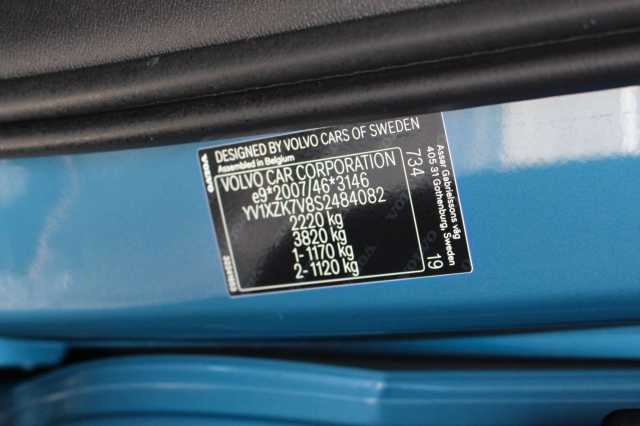 DESIGNED BY VOLVO CARS OF SWEDEN
Assembled in Belgium
VOLVO CAR CORPORATION
e9*2007/46*3146
YV1XZK7V8S2484082
2220 kg
3820 kg
1- 1170 kg
2- 1120 kg
734
19
Assar Gabrielssons väg
405 31 Gothenburg, Sweden
VOLVO